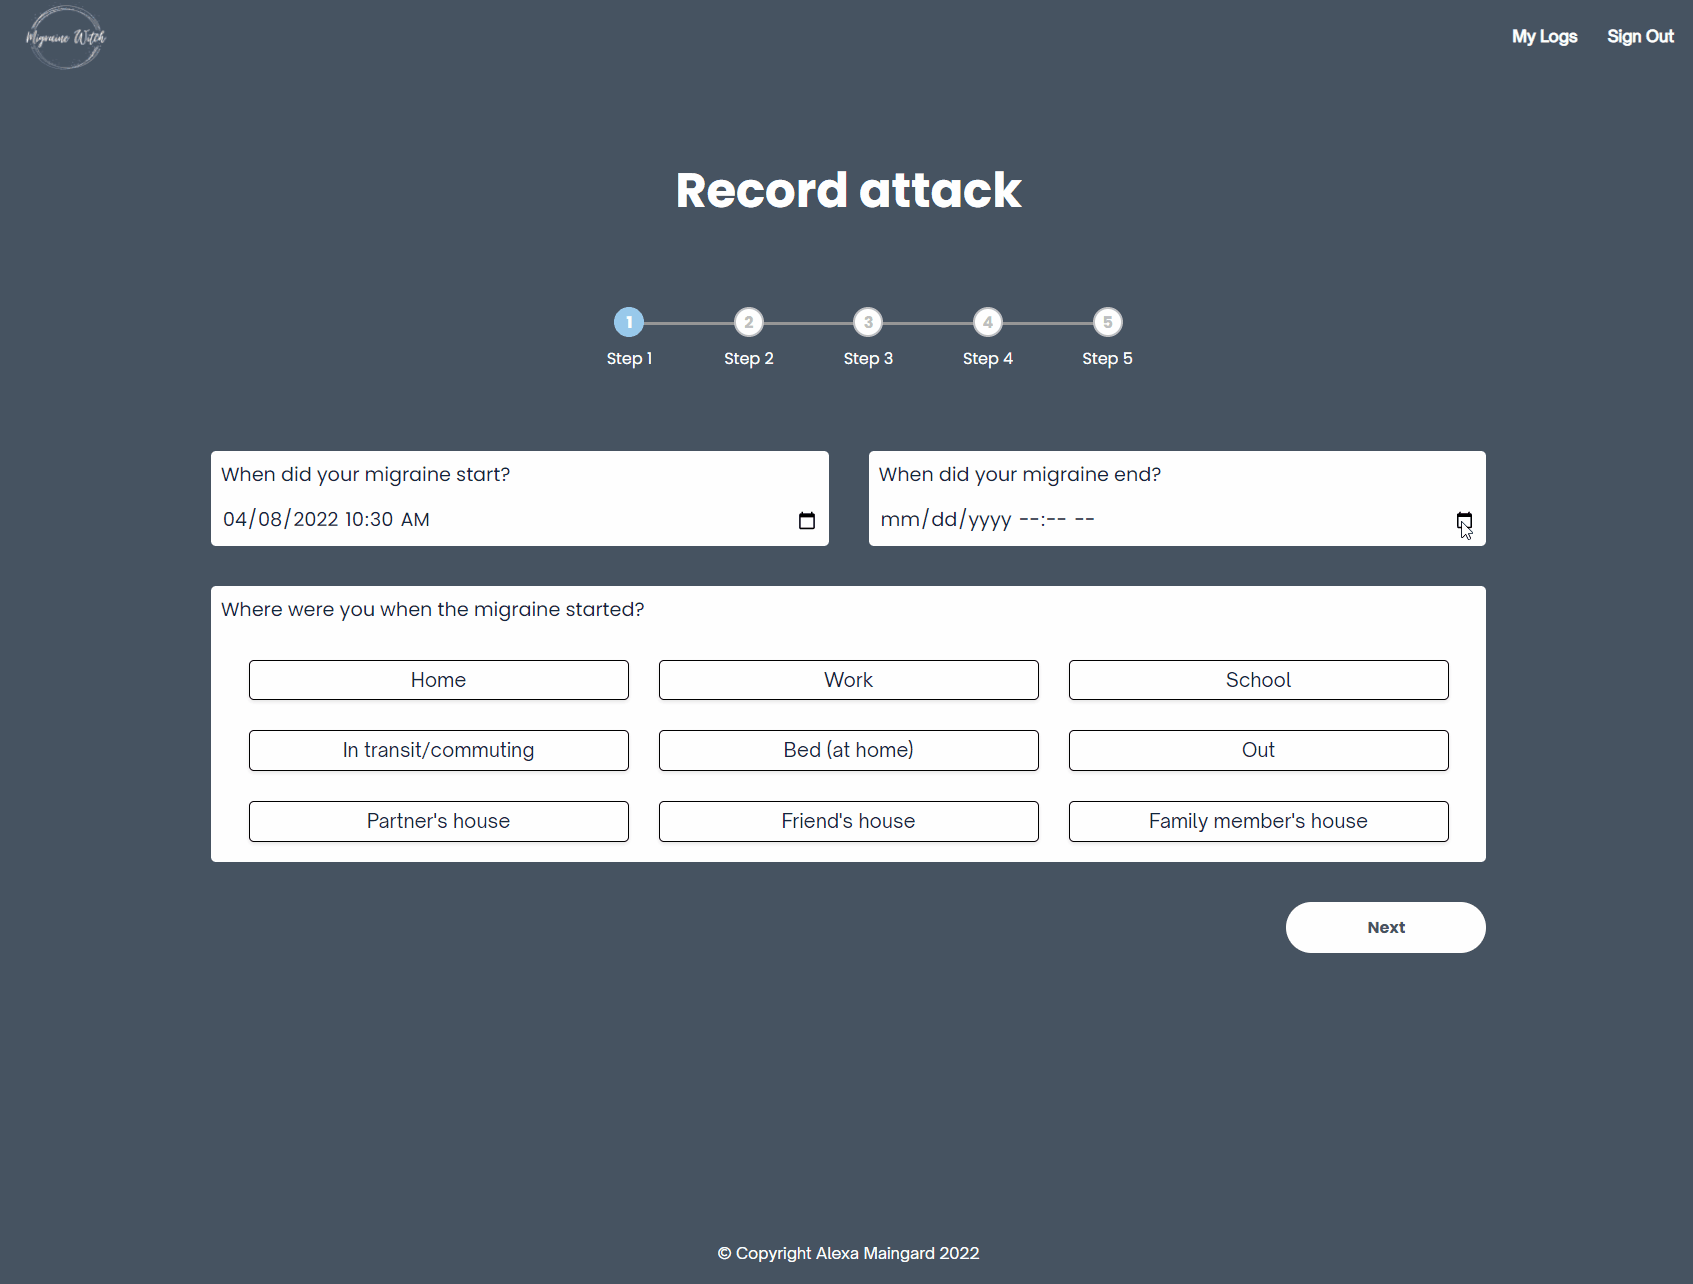 Migraine Witch
My Logs
Sign Out
Record attack
1
2
3
4
5
Step 1
Step 2
Step 3
Step 4
Step 5
When did your migraine start?
04/08/2022 10:30 AM
When did your migraine end?
mm/dd/yyyy --:-- --
Where were you when the migraine started?
Home
Work
School
In transit/commuting
Bed (at home)
Out
Partner's house
Friend's house
Family member's house
Next
© Copyright Alexa Maingard 2022